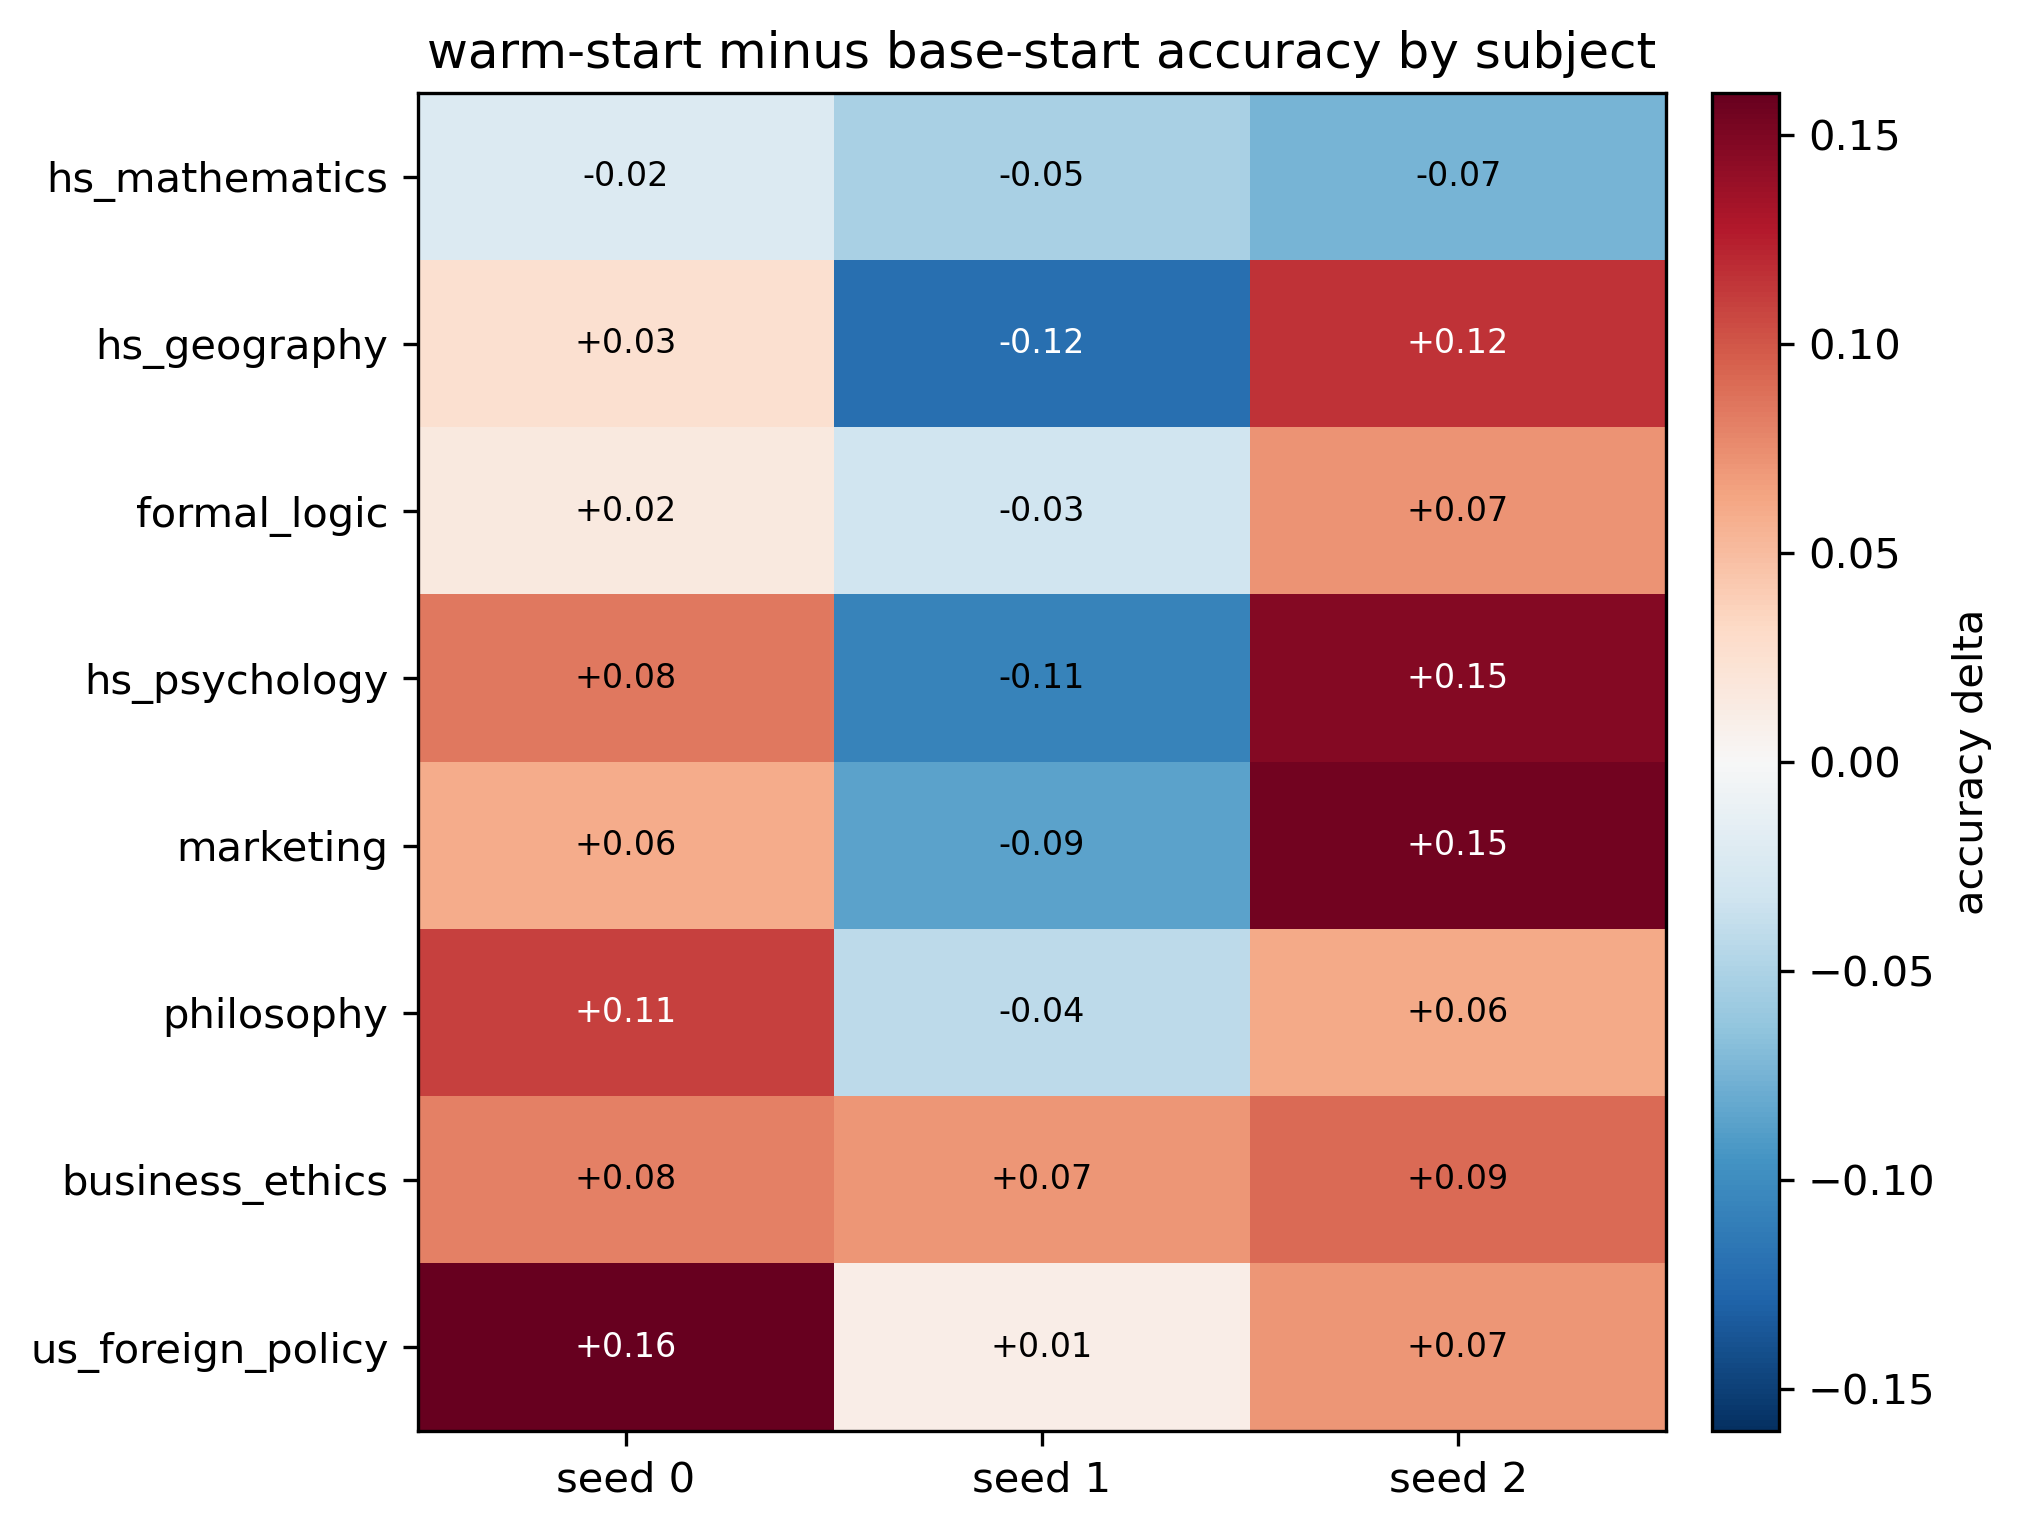 warm-start minus base-start accuracy by subject
hs_mathematics -0.02 -0.05 -0.07
hs_geography +0.03 -0.12 +0.12
formal_logic +0.02 -0.03 +0.07
hs_psychology +0.08 -0.11 +0.15
marketing +0.06 -0.09 +0.15
philosophy +0.11 -0.04 +0.06
business_ethics +0.08 +0.07 +0.09
us_foreign_policy +0.16 +0.01 +0.07
seed 0 seed 1 seed 2
0.15
0.10
0.05
0.00
−0.05
−0.10
−0.15
accuracy delta